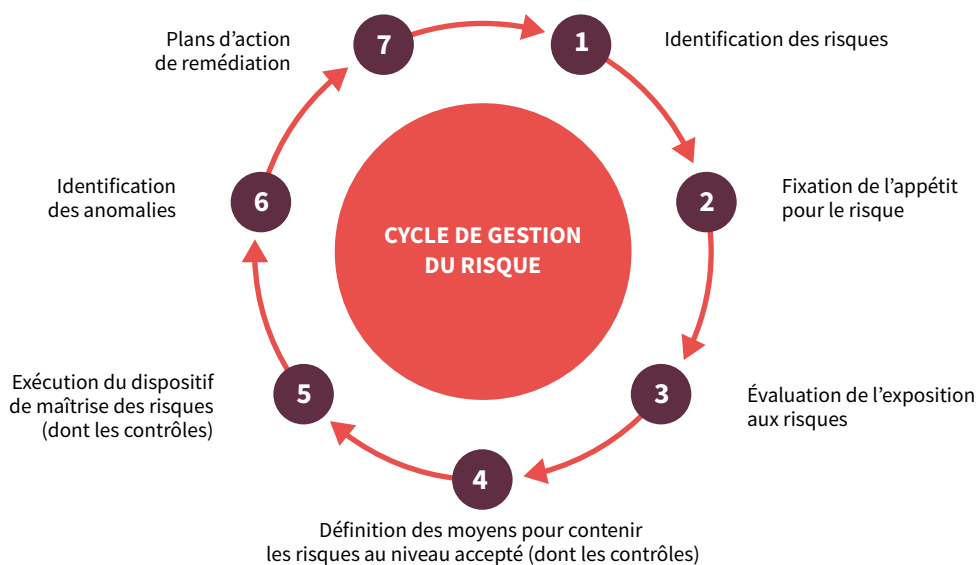 CYCLE DE GESTION
DU RISQUE
1
Identification des risques
2
Fixation de l’appétit
pour le risque
3
Évaluation de l’exposition
aux risques
4
Définition des moyens pour contenir
les risques au niveau accepté (dont les contrôles)
5
Exécution du dispositif
de maîtrise des risques
(dont les contrôles)
6
Identification
des anomalies
7
Plans d’action
de remédiation